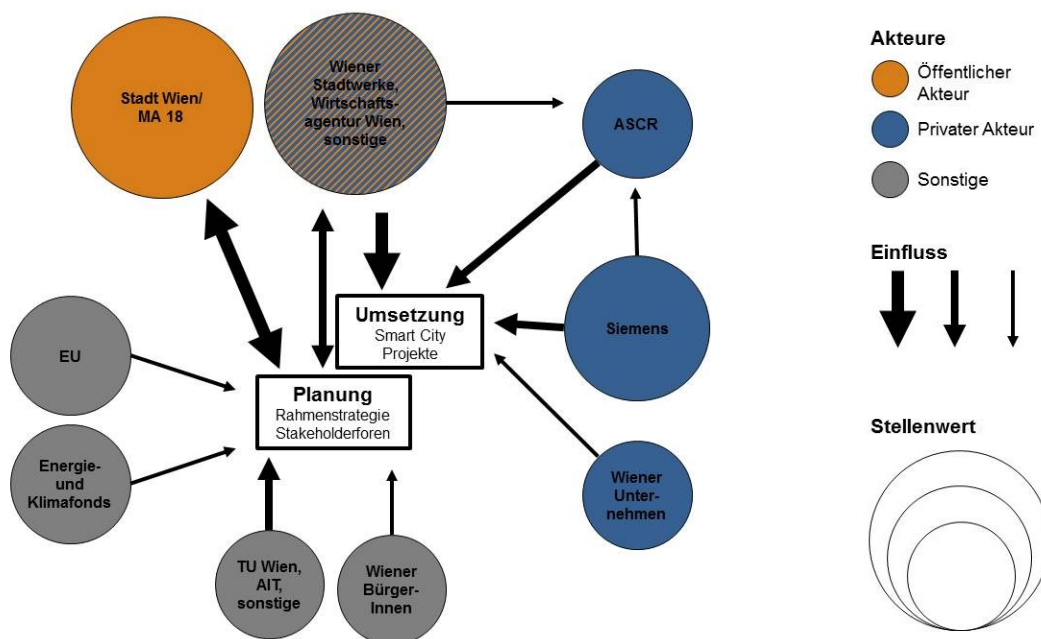 Stadt Wien/
MA 18
Wiener
Stadtwerke,
Wirtschafts-
agentur Wien,
sonstige
ASCR
Umsetzung
Smart City
Projekte
Siemens
EU
Planung
Rahmenstrategie
Stakeholderforen
Energie-
und
Klimafonds
Wiener
Unter-
nehmen
TU Wien,
AIT,
sonstige
Wiener
Bürger-
Innen
Akteure
Öffentlicher
Akteur
Privater Akteur
Sonstige
Einfluss
Stellenwert